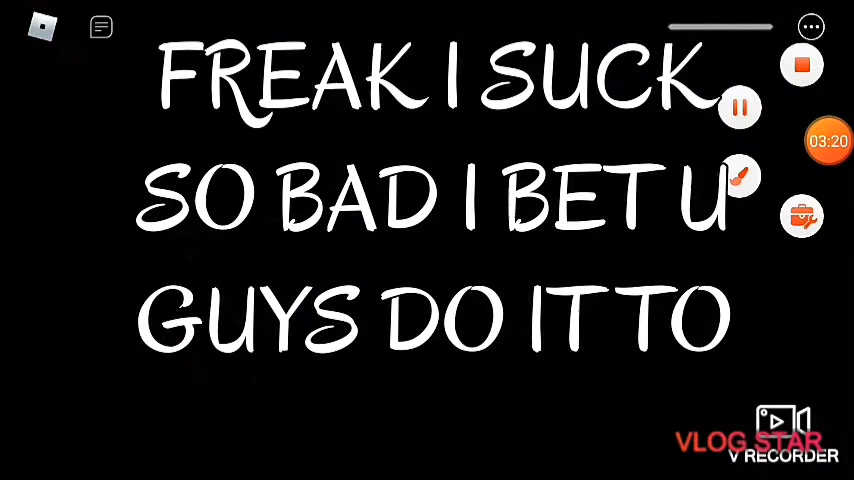 FREAK I SUCK
SO BAD I BET U
GUYS DO IT TO
03:20
VLOG STAR
V RECORDER